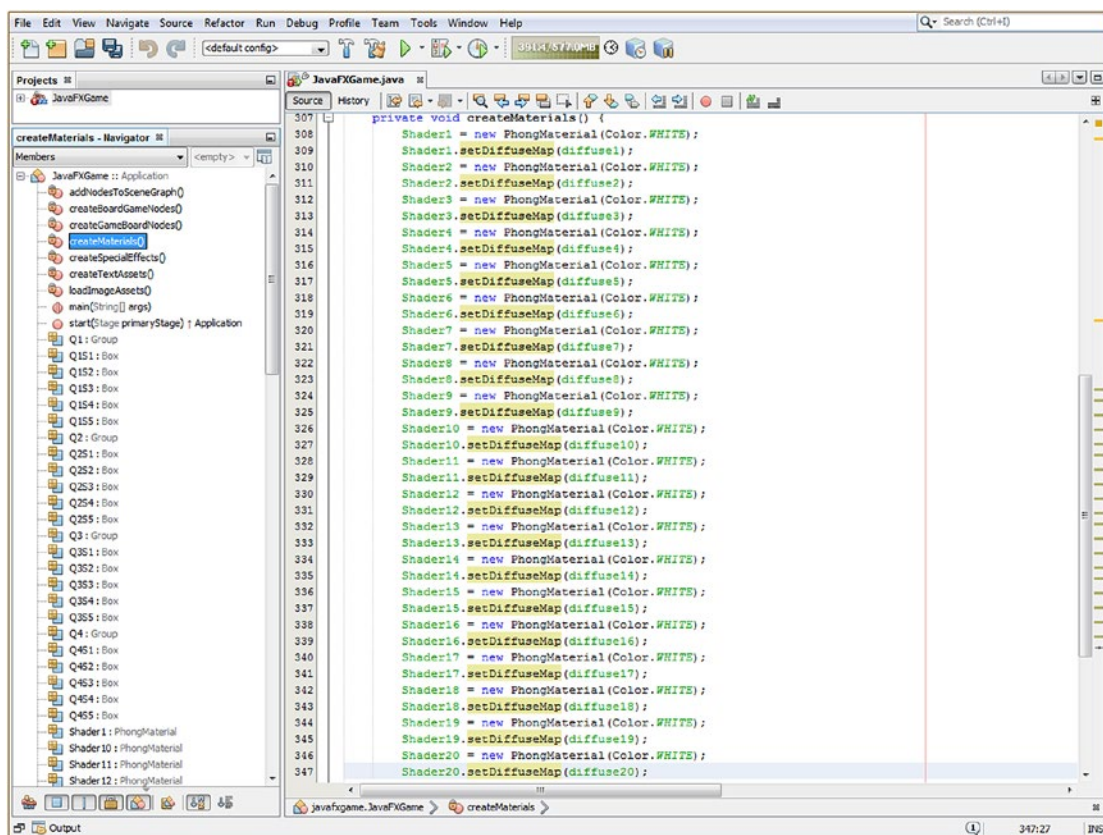 File Edit View Navigate Source Refactor Run Debug Profile Team Tools Window Help
Search (Ctrl+I)
<default config>
391.4/577.0MB
Projects
JavaFXGame
createMaterials - Navigator
Members
<empty>
JavaFXGame :: Application
addNodesToSceneGraph()
createBoardGameNodes()
createGameBoardNodes()
createMaterials()
createSpecialEffects()
createTextAssets()
loadImageAssets()
main(String[] args)
start(Stage primaryStage) ↑ Application
Q1 : Group
Q1S1 : Box
Q1S2 : Box
Q1S3 : Box
Q1S4 : Box
Q1S5 : Box
Q2 : Group
Q2S1 : Box
Q2S2 : Box
Q2S3 : Box
Q2S4 : Box
Q2S5 : Box
Q3 : Group
Q3S1 : Box
Q3S2 : Box
Q3S3 : Box
Q3S4 : Box
Q3S5 : Box
Q4 : Group
Q4S1 : Box
Q4S2 : Box
Q4S3 : Box
Q4S4 : Box
Q4S5 : Box
Shader1 : PhongMaterial
Shader10 : PhongMaterial
Shader11 : PhongMaterial
Shader12 : PhongMaterial
JavaFXGame.java
Source History
307 private void createMaterials() {
308 Shader1 = new PhongMaterial(Color.WHITE);
309 Shader1.setDiffuseMap(diffuse1);
310 Shader2 = new PhongMaterial(Color.WHITE);
311 Shader2.setDiffuseMap(diffuse2);
312 Shader3 = new PhongMaterial(Color.WHITE);
313 Shader3.setDiffuseMap(diffuse3);
314 Shader4 = new PhongMaterial(Color.WHITE);
315 Shader4.setDiffuseMap(diffuse4);
316 Shader5 = new PhongMaterial(Color.WHITE);
317 Shader5.setDiffuseMap(diffuse5);
318 Shader6 = new PhongMaterial(Color.WHITE);
319 Shader6.setDiffuseMap(diffuse6);
320 Shader7 = new PhongMaterial(Color.WHITE);
321 Shader7.setDiffuseMap(diffuse7);
322 Shader8 = new PhongMaterial(Color.WHITE);
323 Shader8.setDiffuseMap(diffuse8);
324 Shader9 = new PhongMaterial(Color.WHITE);
325 Shader9.setDiffuseMap(diffuse9);
326 Shader10 = new PhongMaterial(Color.WHITE);
327 Shader10.setDiffuseMap(diffuse10);
328 Shader11 = new PhongMaterial(Color.WHITE);
329 Shader11.setDiffuseMap(diffuse11);
330 Shader12 = new PhongMaterial(Color.WHITE);
331 Shader12.setDiffuseMap(diffuse12);
332 Shader13 = new PhongMaterial(Color.WHITE);
333 Shader13.setDiffuseMap(diffuse13);
334 Shader14 = new PhongMaterial(Color.WHITE);
335 Shader14.setDiffuseMap(diffuse14);
336 Shader15 = new PhongMaterial(Color.WHITE);
337 Shader15.setDiffuseMap(diffuse15);
338 Shader16 = new PhongMaterial(Color.WHITE);
339 Shader16.setDiffuseMap(diffuse16);
340 Shader17 = new PhongMaterial(Color.WHITE);
341 Shader17.setDiffuseMap(diffuse17);
342 Shader18 = new PhongMaterial(Color.WHITE);
343 Shader18.setDiffuseMap(diffuse18);
344 Shader19 = new PhongMaterial(Color.WHITE);
345 Shader19.setDiffuseMap(diffuse19);
346 Shader20 = new PhongMaterial(Color.WHITE);
347 Shader20.setDiffuseMap(diffuse20);
javafxgame.JavaFXGame createMaterials
Output
1 347:27 INS